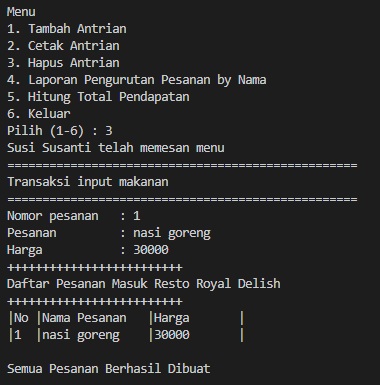 Menu
1. Tambah Antrian
2. Cetak Antrian
3. Hapus Antrian
4. Laporan Pengurutan Pesanan by Nama
5. Hitung Total Pendapatan
6. Keluar
Pilih (1-6) : 3
Susi Susanti telah memesan menu
==================================================
Transaksi input makanan
==================================================
Nomor pesanan   : 1
Pesanan         : nasi goreng
Harga           : 30000
+++++++++++++++++++++++++
Daftar Pesanan Masuk Resto Royal Delish
+++++++++++++++++++++++++
|No |Nama Pesanan   |Harga       |
|1  |nasi goreng    |30000       |
Semua Pesanan Berhasil Dibuat